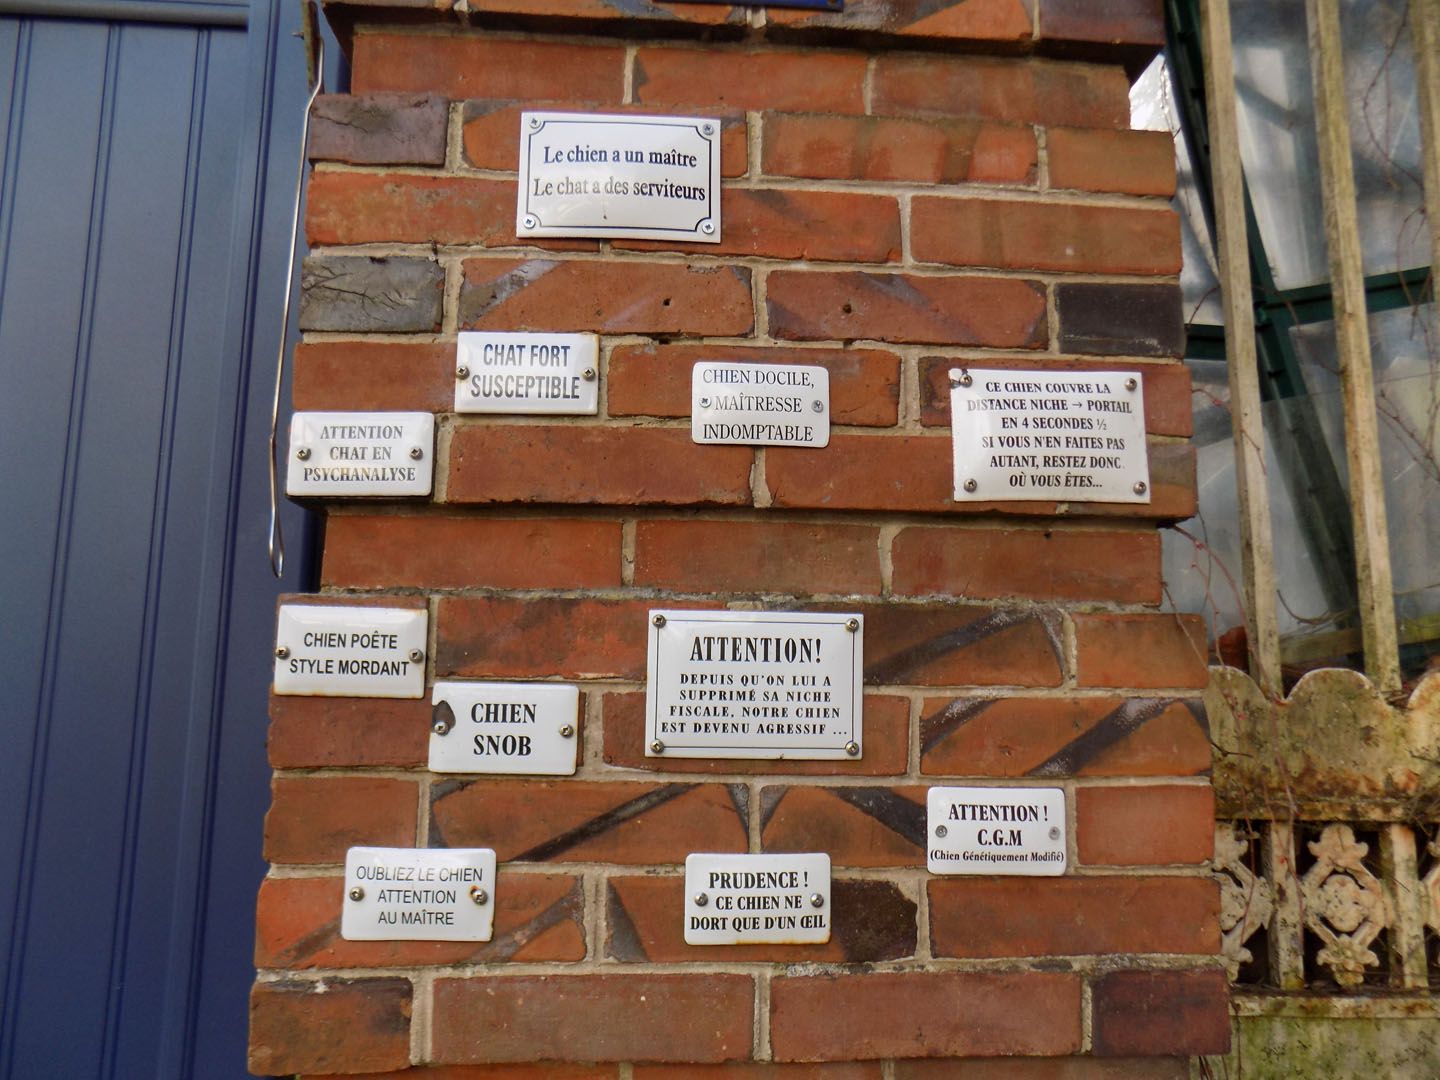 Le chien a un maître
Le chat a des serviteurs
CHAT FORT
SUSCEPTIBLE
CHIEN DOCILE,
MAÎTRESSE
INDOMPTABLE
CE CHIEN COUVRE LA
DISTANCE NICHE → PORTAIL
EN 4 SECONDES ½
SI VOUS N'EN FAITES PAS
AUTANT, RESTEZ DONC
OÙ VOUS ÊTES...
ATTENTION
CHAT EN
PSYCHANALYSE
CHIEN POÊTE
STYLE MORDANT
ATTENTION!
DEPUIS QU'ON LUI A
SUPPRIMÉ SA NICHE
FISCALE, NOTRE CHIEN
EST DEVENU AGRESSIF ...
CHIEN
SNOB
ATTENTION !
C.G.M
(Chien Génétiquement Modifié)
OUBLIEZ LE CHIEN
ATTENTION
AU MAÎTRE
PRUDENCE !
CE CHIEN NE
DORT QUE D'UN ŒIL